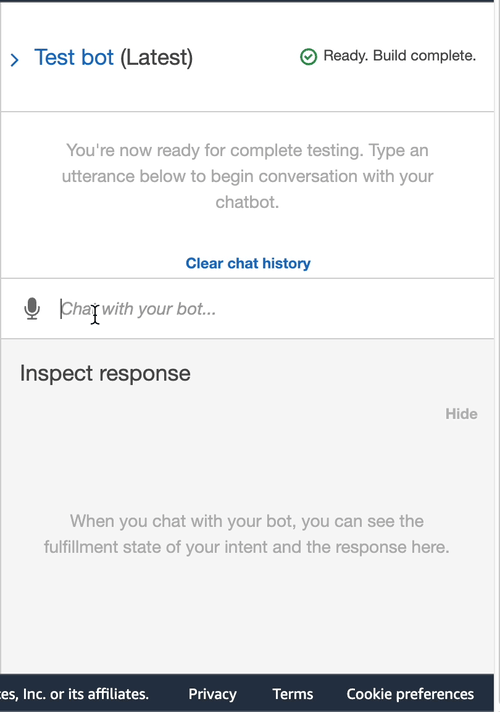 Test bot (Latest)
Ready. Build complete.
You're now ready for complete testing. Type an
utterance below to begin conversation with your
chatbot.
Clear chat history
Chat with your bot...
Inspect response
Hide
When you chat with your bot, you can see the
fulfillment state of your intent and the response here.
es, Inc. or its affiliates.
Privacy
Terms
Cookie preferences